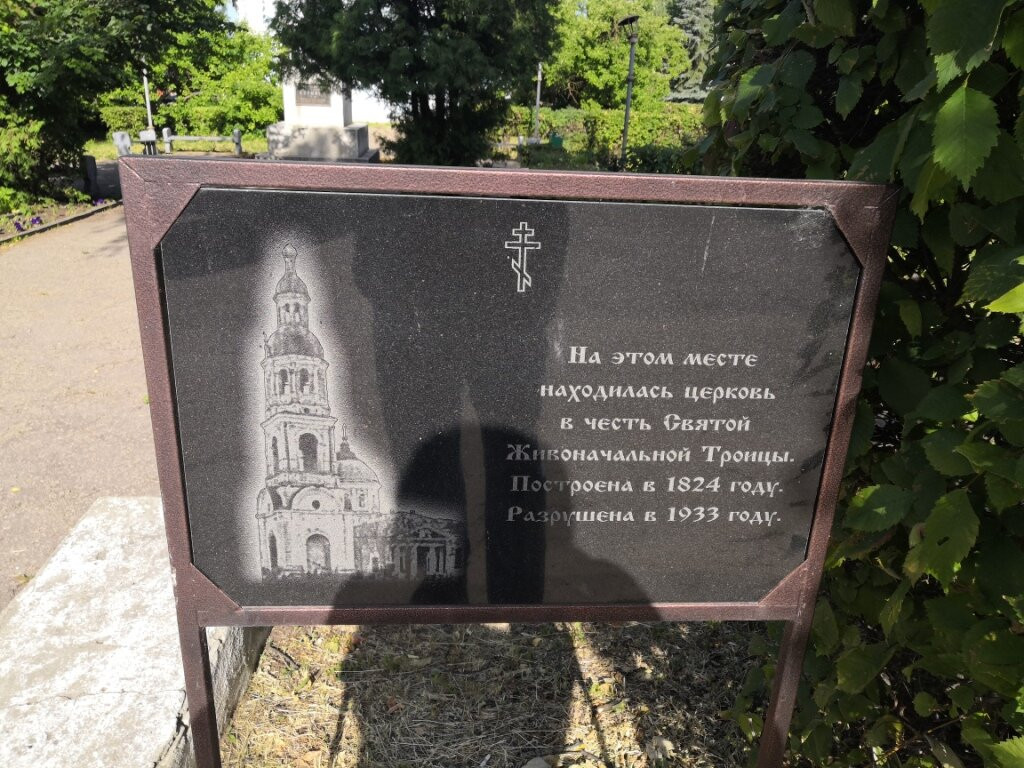 На этом месте
находилась церковь
в честь Святой
Живоначальной Троицы.
Построена в 1824 году.
Разрушена в 1933 году.